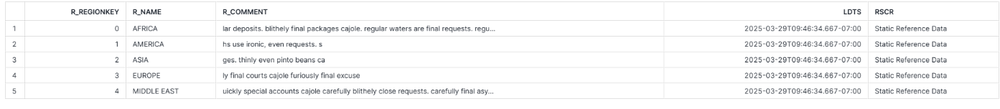 R_REGIONKEY R_NAME R_COMMENT LDTS RSCR
1 0 AFRICA lar deposits. blithely final packages cajole. regular waters are final requests. regu... 2025-03-29T09:46:34.667-07:00 Static Reference Data
2 1 AMERICA hs use ironic, even requests. s 2025-03-29T09:46:34.667-07:00 Static Reference Data
3 2 ASIA ges. thinly even pinto beans ca 2025-03-29T09:46:34.667-07:00 Static Reference Data
4 3 EUROPE ly final courts cajole furiously final excuse 2025-03-29T09:46:34.667-07:00 Static Reference Data
5 4 MIDDLE EAST uickly special accounts cajole carefully blithely close requests. carefully final asy... 2025-03-29T09:46:34.667-07:00 Static Reference Data